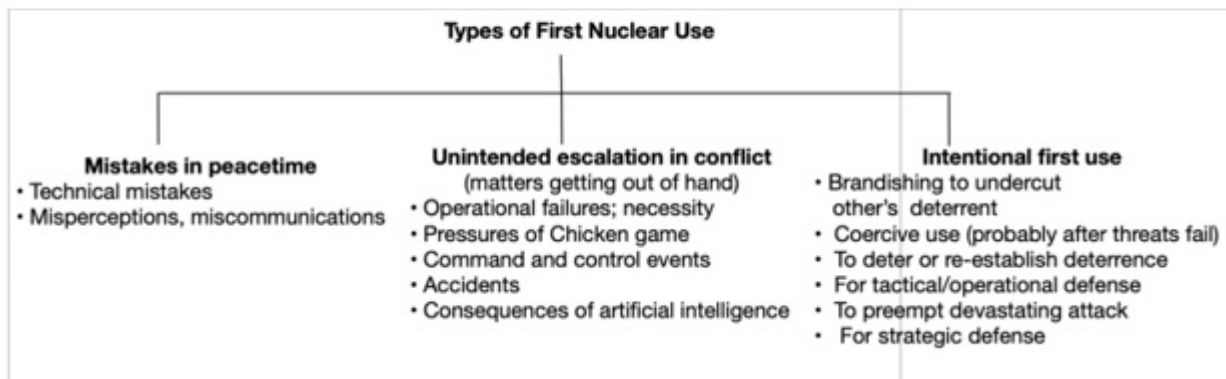 Types of First Nuclear Use
Mistakes in peacetime
• Technical mistakes
• Misperceptions, miscommunications
Unintended escalation in conflict
(matters getting out of hand)
• Operational failures; necessity
• Pressures of Chicken game
• Command and control events
• Accidents
• Consequences of artificial intelligence
Intentional first use
• Brandishing to undercut
other's deterrent
• Coercive use (probably after threats fail)
• To deter or re-establish deterrence
• For tactical/operational defense
• To preempt devastating attack
• For strategic defense